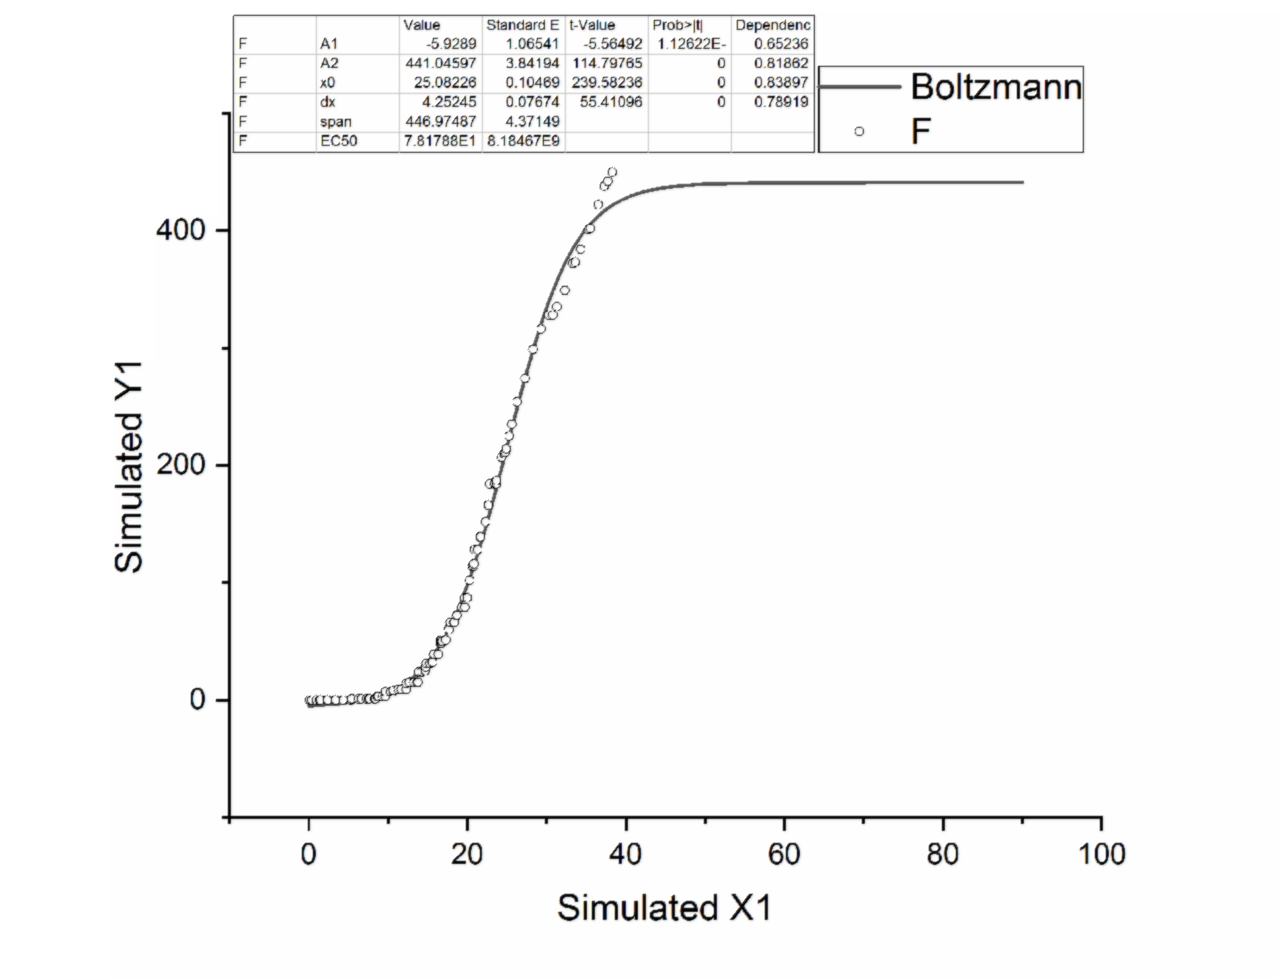 Value Standard E t-Value Prob>|t| Dependenc
F A1 -5.9289 1.06541 -5.56492 1.12622E- 0.65236
F A2 441.04597 3.84194 114.79765 0 0.81862
F x0 25.08226 0.10469 239.58236 0 0.83897
F dx 4.25245 0.07674 55.41096 0 0.78919
F span 446.97487 4.37149
F EC50 7.81788E1 8.18467E9
Boltzmann
F
400
200
0
Simulated Y1
0 20 40 60 80 100
Simulated X1